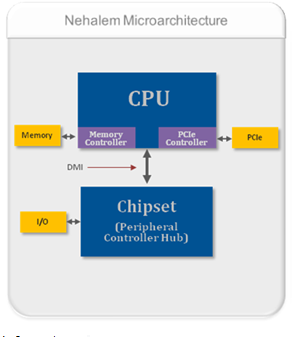 Nehalem Microarchitecture
CPU
Memory
Memory
Controller
PCIe
Controller
PCIe
DMI
Chipset
(Peripheral
Controller Hub)
I/O